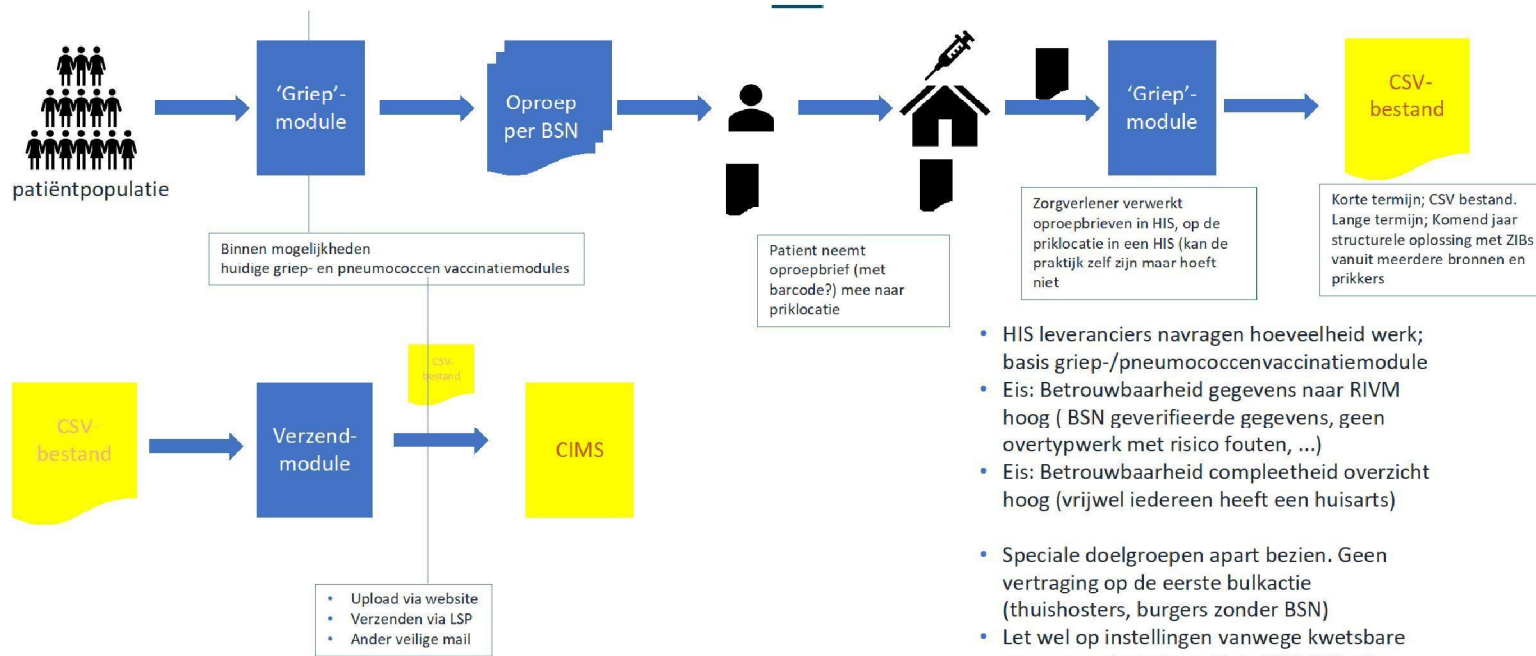 'Griep'-
module
Oproep
per BSN
'Griep'-
module
CSV-
bestand
patiëntpopulatie
Binnen mogelijkheden
huidige griep- en pneumococcen vaccinatiemodules
Patient neemt
oproepbrief (met
barcode?) mee naar
priklocatie
Zorgverlener verwerkt
oproepbrieven in HIS, op de
priklocatie in een HIS (kan de
praktijk zelf zijn maar hoeft
niet
Korte termijn; CSV bestand.
Lange termijn; Komend jaar
structurele oplossing met ZIBs
vanuit meerdere bronnen en
prikkers
CSV-
bestand
Verzend-
module
CSV-
bestand
CIMS
• Upload via website
• Verzenden via LSP
• Ander veilige mail
• HIS leveranciers navragen hoeveelheid werk;
basis griep-/pneumococcenvaccinatiemodule
• Eis: Betrouwbaarheid gegevens naar RIVM
hoog ( BSN geverifieerde gegevens, geen
overtypwerk met risico fouten, ...)
• Eis: Betrouwbaarheid compleetheid overzicht
hoog (vrijwel iedereen heeft een huisarts)
• Speciale doelgroepen apart bezien. Geen
vertraging op de eerste bulkactie
(thuishosters, burgers zonder BSN)
• Let wel op instellingen vanwege kwetsbare